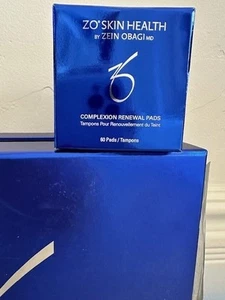 ZO® SKIN HEALTH
BY ZEIN OBAGI MD
COMPLEXION RENEWAL PADS
Tampons Pour Renouvellement du Teint
60 Pads / Tampons